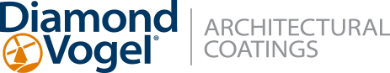 Diamond
Vogel®
ARCHITECTURAL
COATINGS